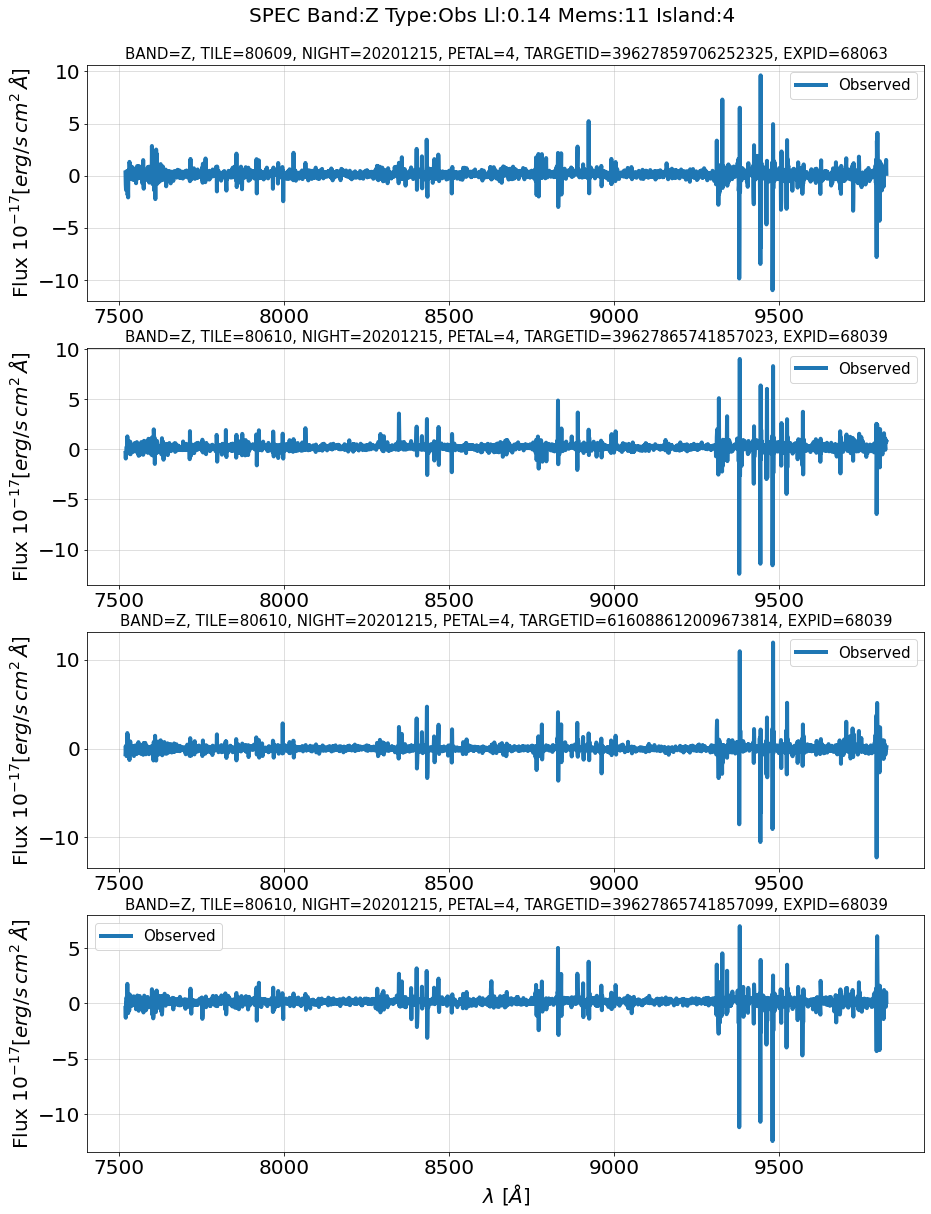 SPEC Band:Z Type:Obs Ll:0.14 Mems:11 Island:4
BAND=Z, TILE=80609, NIGHT=20201215, PETAL=4, TARGETID=39627859706252325, EXPID=68063
10
5
0
−5
−10
Flux 10^{-17}[erg/s cm^2 Å]
Observed
7500 8000 8500 9000 9500
BAND=Z, TILE=80610, NIGHT=20201215, PETAL=4, TARGETID=39627865741857023, EXPID=68039
10
5
0
−5
−10
Flux 10^{-17}[erg/s cm^2 Å]
Observed
7500 8000 8500 9000 9500
BAND=Z, TILE=80610, NIGHT=20201215, PETAL=4, TARGETID=616088612009673814, EXPID=68039
10
0
−10
Flux 10^{-17}[erg/s cm^2 Å]
Observed
7500 8000 8500 9000 9500
BAND=Z, TILE=80610, NIGHT=20201215, PETAL=4, TARGETID=39627865741857099, EXPID=68039
5
0
−5
−10
Flux 10^{-17}[erg/s cm^2 Å]
Observed
7500 8000 8500 9000 9500
λ [Å]